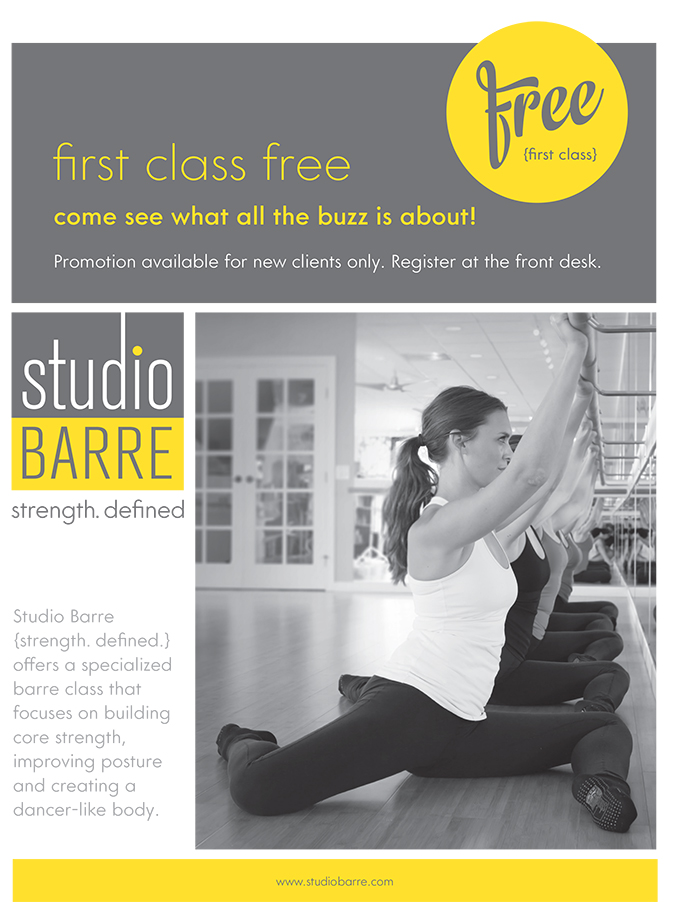 free
{first class}
first class free
come see what all the buzz is about!
Promotion available for new clients only. Register at the front desk.
studio
BARRE
strength. defined
Studio Barre
{strength. defined.}
offers a specialized
barre class that
focuses on building
core strength,
improving posture
and creating a
dancer-like body.
www.studiobarre.com